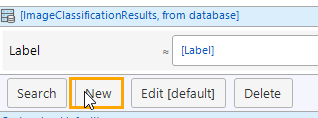 [ImageClassificationResults, from database]
Label ≈ [Label]
Search New Edit [default] Delete